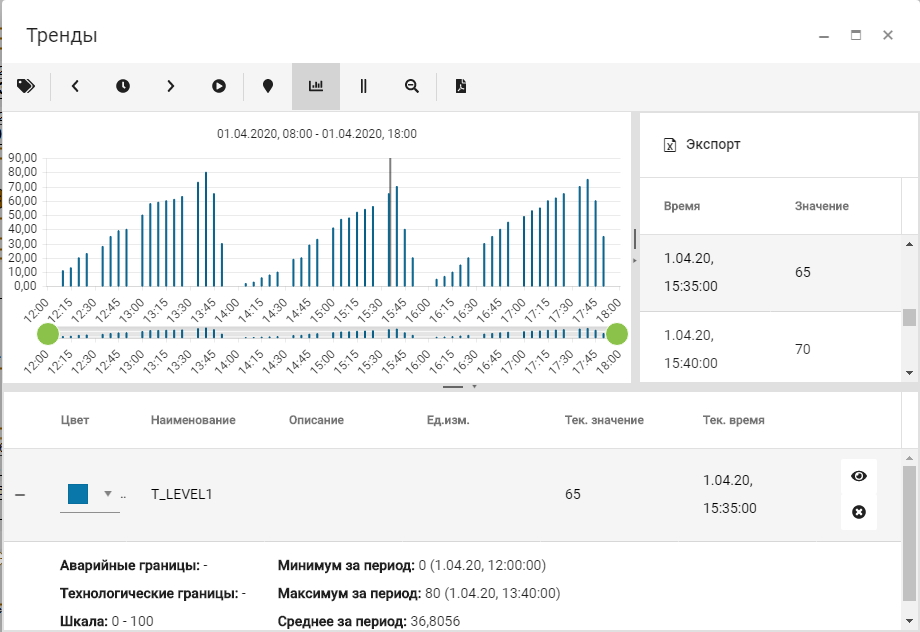 Тренды
01.04.2020, 08:00 - 01.04.2020, 18:00
90,00
80,00
70,00
60,00
50,00
40,00
30,00
20,00
10,00
0,00
12:00 12:15 12:30 12:45 13:00 13:15 13:30 13:45 14:00 14:15 14:30 14:45 15:00 15:15 15:30 15:45 16:00 16:15 16:30 16:45 17:00 17:15 17:30 17:45 18:00
12:00 12:15 12:30 12:45 13:00 13:15 13:30 13:45 14:00 14:15 14:30 14:45 15:00 15:15 15:30 15:45 16:00 16:15 16:30 16:45 17:00 17:15 17:30 17:45 18:00
Экспорт
Время Значение
1.04.20,
15:35:00 65
1.04.20,
15:40:00 70
Цвет Наименование Описание Ед.изм. Тек. значение Тек. время
.. T_LEVEL1 65 1.04.20,
15:35:00
Аварийные границы: - Минимум за период: 0 (1.04.20, 12:00:00)
Технологические границы: - Максимум за период: 80 (1.04.20, 13:40:00)
Шкала: 0 - 100 Среднее за период: 36,8056